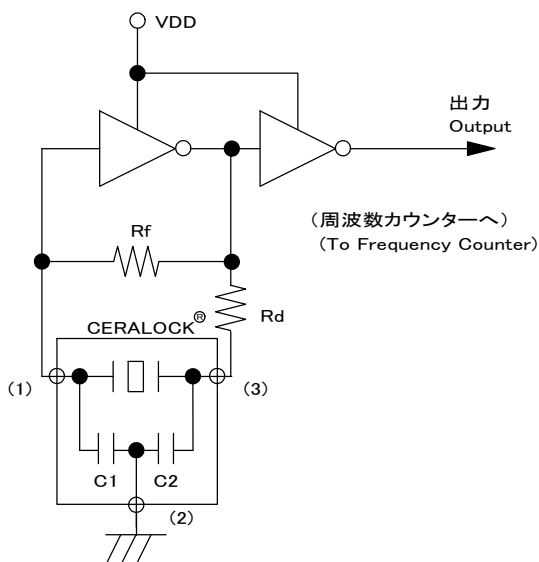 VDD
出力
Output
(周波数カウンターへ)
(To Frequency Counter)
Rf
Rd
CERALOCK®
(1)
(3)
C1
C2
(2)